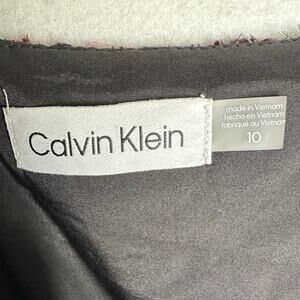 Calvin Klein
made in Vietnam
hecho en Vietnam
fabriqué au Vietnam
10